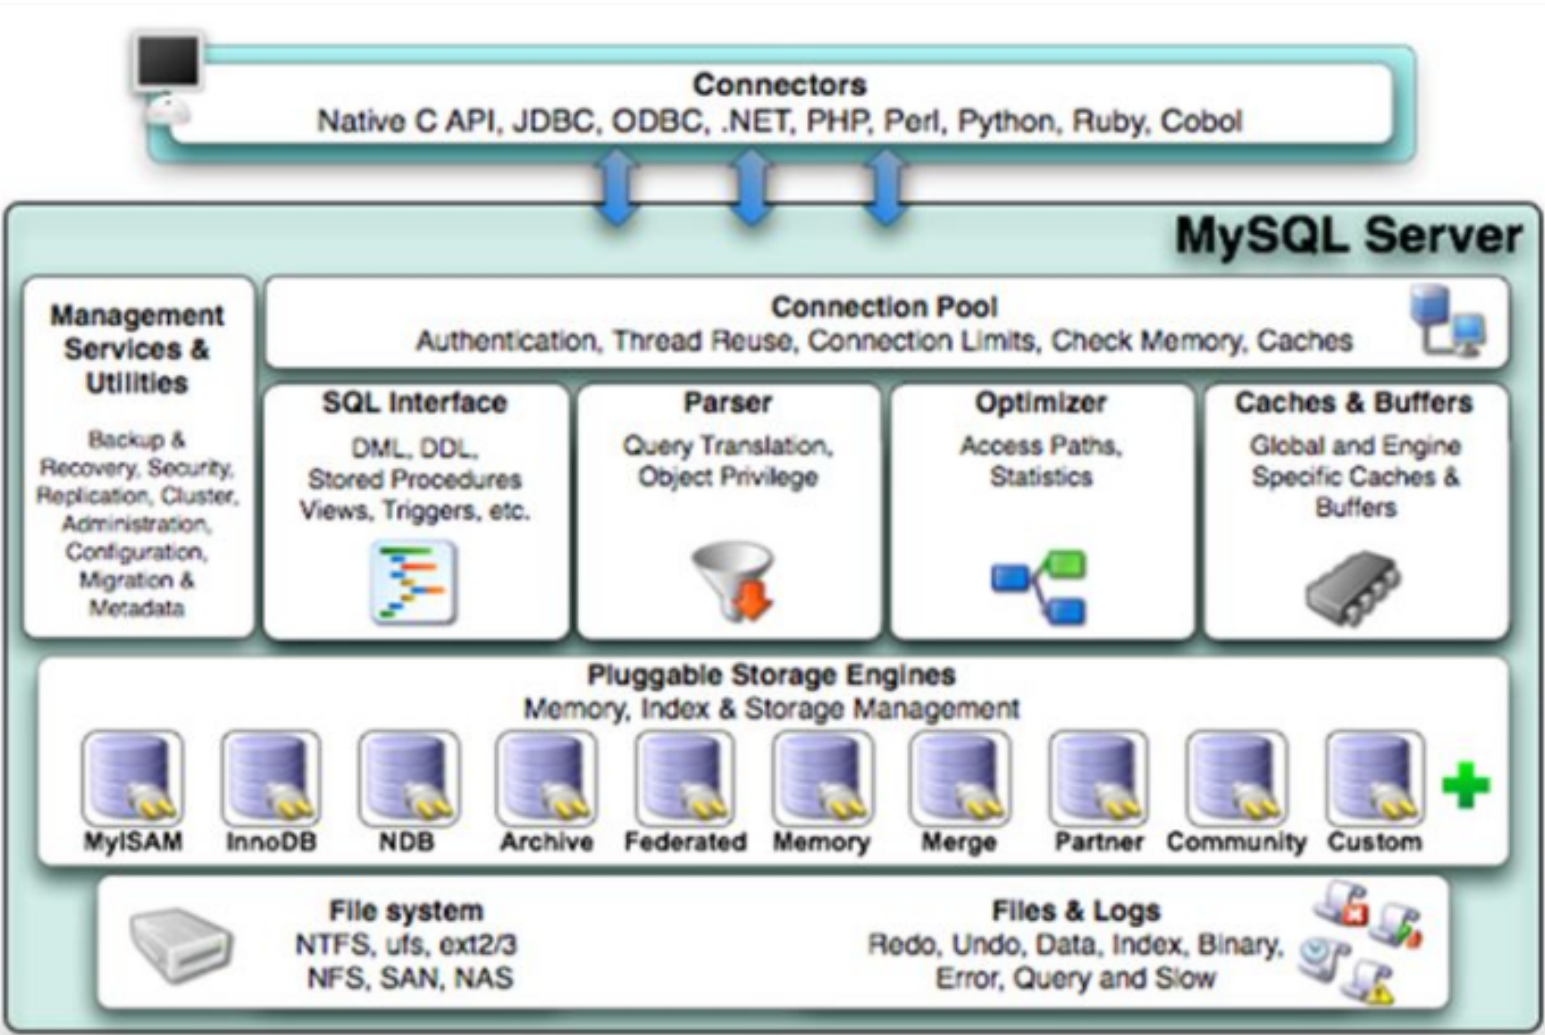 Connectors
Native C API, JDBC, ODBC, .NET, PHP, Perl, Python, Ruby, Cobol
MySQL Server
Management
Services &
Utilities
Backup &
Recovery, Security,
Replication, Cluster,
Administration,
Configuration,
Migration &
Metadata
Connection Pool
Authentication, Thread Reuse, Connection Limits, Check Memory, Caches
SQL Interface
DML, DDL,
Stored Procedures
Views, Triggers, etc.
Parser
Query Translation,
Object Privilege
Optimizer
Access Paths,
Statistics
Caches & Buffers
Global and Engine
Specific Caches &
Buffers
Pluggable Storage Engines
Memory, Index & Storage Management
MyISAM
InnoDB
NDB
Archive
Federated
Memory
Merge
Partner
Community
Custom
File system
NTFS, ufs, ext2/3
NFS, SAN, NAS
Files & Logs
Redo, Undo, Data, Index, Binary,
Error, Query and Slow